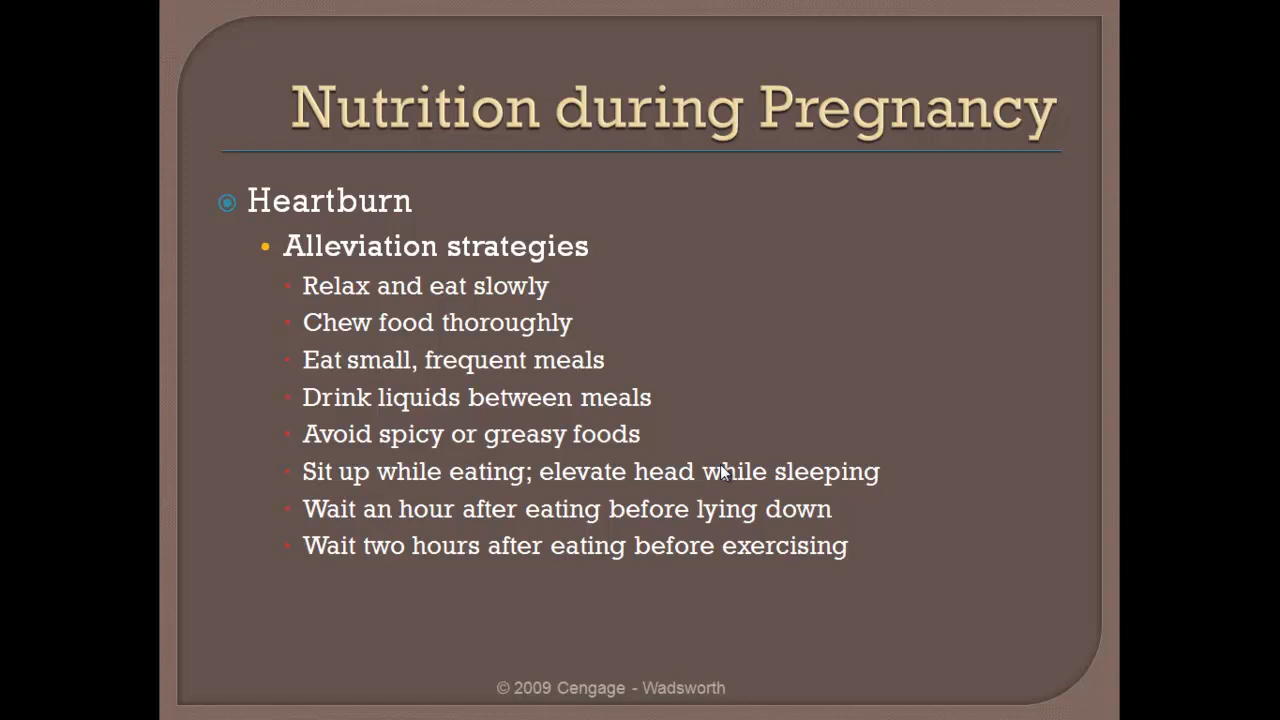 Nutrition during Pregnancy
Heartburn
Alleviation strategies
Relax and eat slowly
Chew food thoroughly
Eat small, frequent meals
Drink liquids between meals
Avoid spicy or greasy foods
Sit up while eating; elevate head while sleeping
Wait an hour after eating before lying down
Wait two hours after eating before exercising
© 2009 Cengage - Wadsworth